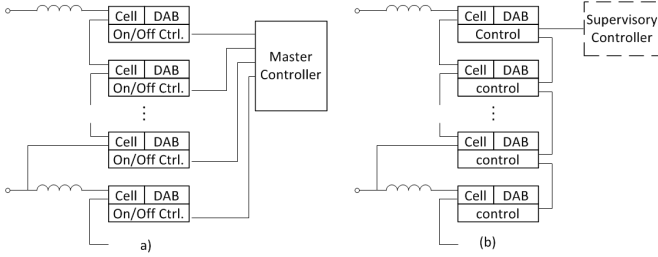 Cell DAB
On/Off Ctrl.
Cell DAB
On/Off Ctrl.
Cell DAB
On/Off Ctrl.
Cell DAB
On/Off Ctrl.
Master
Controller
a)
Cell DAB
Control
Cell DAB
control
Cell DAB
control
Cell DAB
control
Supervisory
Controller
(b)